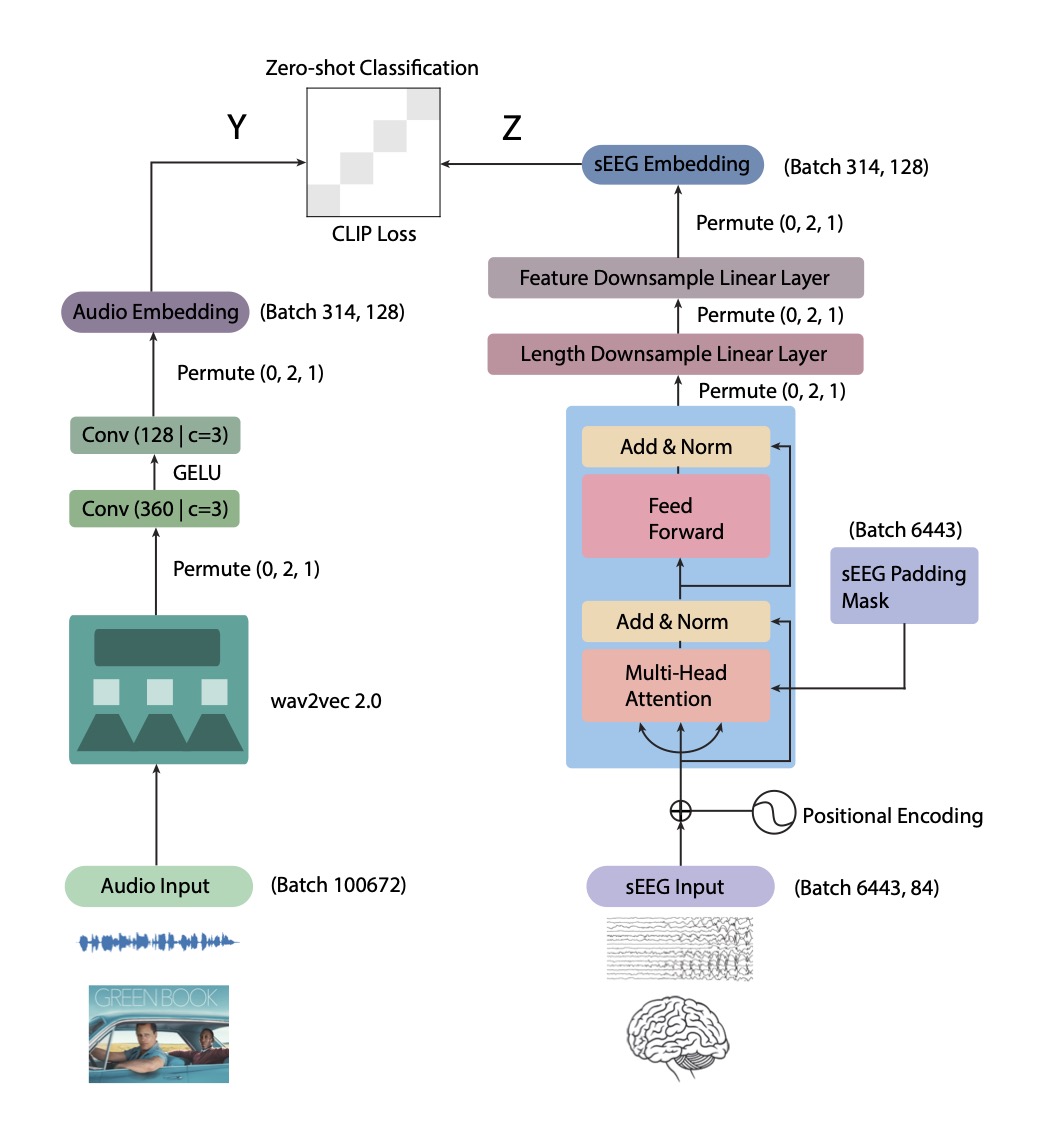 Zero-shot Classification
Y
Z
CLIP Loss
sEEG Embedding
(Batch 314, 128)
Permute (0, 2, 1)
Feature Downsample Linear Layer
Permute (0, 2, 1)
Length Downsample Linear Layer
Permute (0, 2, 1)
Audio Embedding
(Batch 314, 128)
Permute (0, 2, 1)
Conv (128 | c=3)
GELU
Conv (360 | c=3)
Permute (0, 2, 1)
wav2vec 2.0
Audio Input
(Batch 100672)
GREEN BOOK
Add & Norm
Feed
Forward
Add & Norm
Multi-Head
Attention
(Batch 6443)
sEEG Padding
Mask
Positional Encoding
sEEG Input
(Batch 6443, 84)